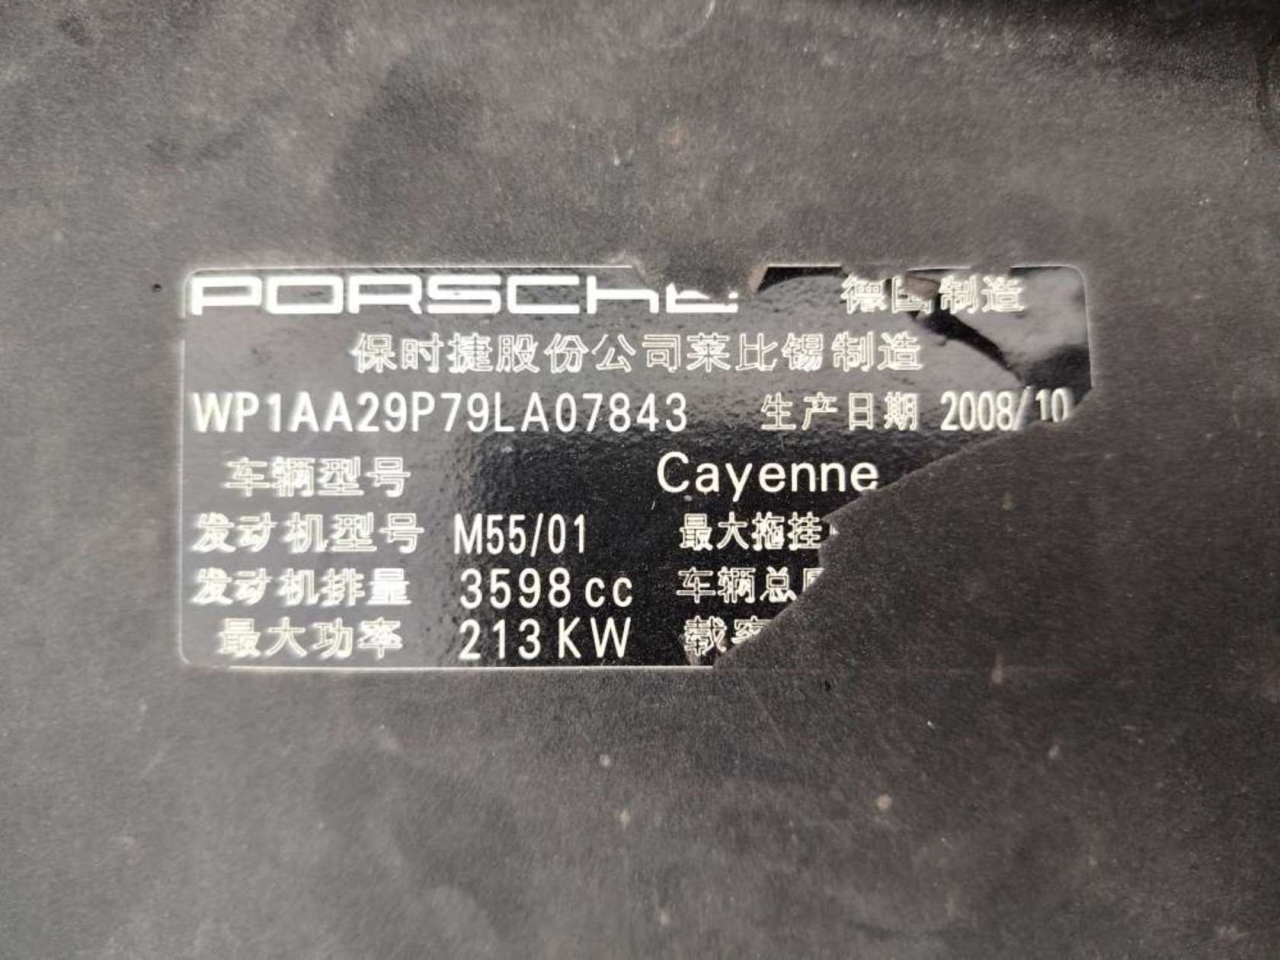 PORSCHE 德国制造
保时捷股份公司莱比锡制造
WP1AA29P79LA07843 生产日期 2008/10
车辆型号 Cayenne
发动机型号 M55/01 最大拖挂
发动机排量 3598cc 车辆总
最大功率 213KW 载